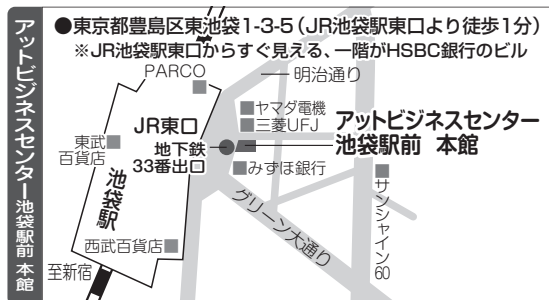 アットビジネスセンター池袋駅前 本館
●東京都豊島区東池袋1-3-5(JR池袋駅東口より徒歩1分)
※JR池袋駅東口からすぐ見える、一階がHSBC銀行のビル
PARCO
明治通り
ヤマダ電機
三菱UFJ
JR東口
地下鉄
33番出口
アットビジネスセンター
池袋駅前 本館
東武
百貨店
みずほ銀行
池袋駅
サンシャイン60
グリーン大通り
西武百貨店
至新宿